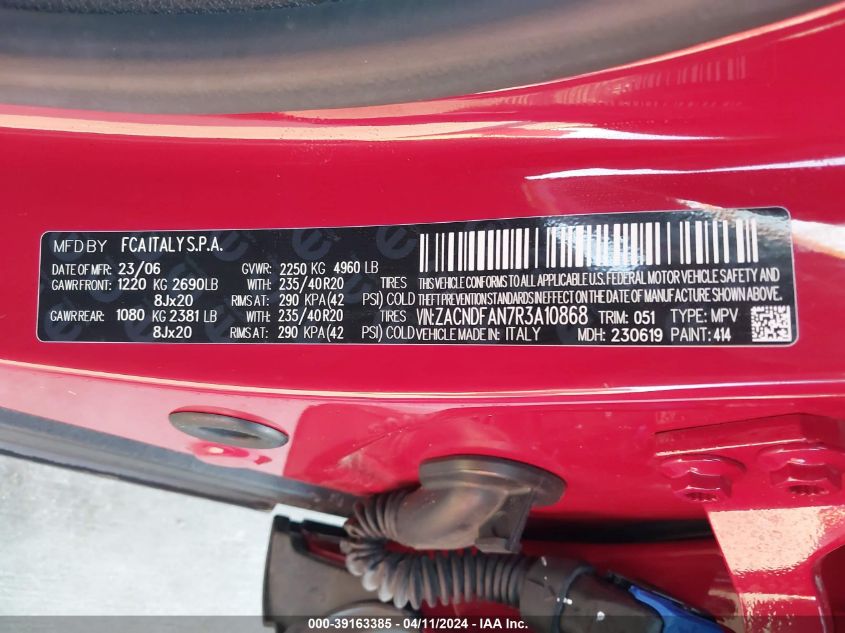 MFD BY FCA ITALY S.P.A.
DATE OF MFR: 23/06 GVWR: 2250 KG 4960 LB
GAWR FRONT: 1220 KG 2690LB WITH: 235/40R20 TIRES
8Jx20 RIMS AT: 290 KPA(42 PSI) COLD
GAWR REAR: 1080 KG 2381 LB WITH: 235/40R20 TIRES
8Jx20 RIMS AT: 290 KPA(42 PSI) COLD
THIS VEHICLE CONFORMS TO ALL APPLICABLE U.S. FEDERAL MOTOR VEHICLE SAFETY AND
THEFT PREVENTION STANDARDS IN EFFECT ON THE DATE OF MANUFACTURE SHOWN ABOVE.
VIN:ZACNDFAN7R3A10868 TRIM: 051 TYPE: MPV
VEHICLE MADE IN: ITALY MDH: 230619 PAINT: 414
000-39163385 - 04/11/2024 - IAA Inc.